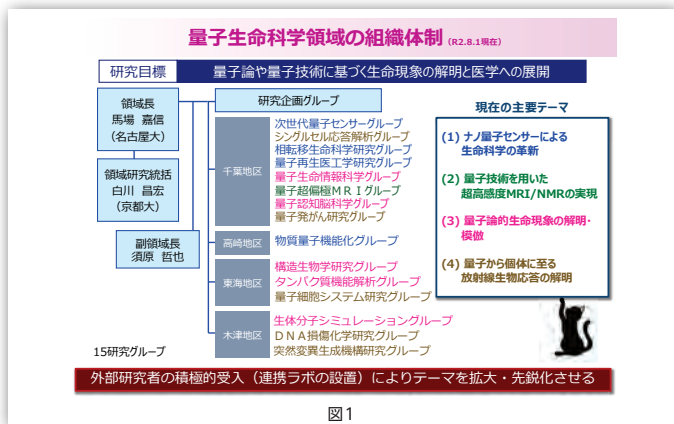 量子生命科学領域の組織体制 (R2.8.1現在)
研究目標
量子論や量子技術に基づく生命現象の解明と医学への展開
領域長
馬場 嘉信
(名古屋大)
領域研究統括
白川 昌宏
(京都大)
副領域長
須原 哲也
研究企画グループ
千葉地区
次世代量子センサーグループ
シングルセル応答解析グループ
相転移生命科学研究グループ
量子再生医工学研究グループ
量子生命情報科学グループ
量子超偏極MRIグループ
量子認知脳科学グループ
量子発がん研究グループ
高崎地区
物質量子機能化グループ
東海地区
構造生物学研究グループ
タンパク質機能解析グループ
量子細胞システム研究グループ
木津地区
生体分子シミュレーショングループ
DNA損傷化学研究グループ
突然変異生成機構研究グループ
15研究グループ
現在の主要テーマ
(1) ナノ量子センサーによる
生命科学の革新
(2) 量子技術を用いた
超高感度MRI/NMRの実現
(3) 量子論的生命現象の解明・
模倣
(4) 量子から個体に至る
放射線生物応答の解明
外部研究者の積極的受入(連携ラボの設置)によりテーマを拡大・先鋭化させる
図1